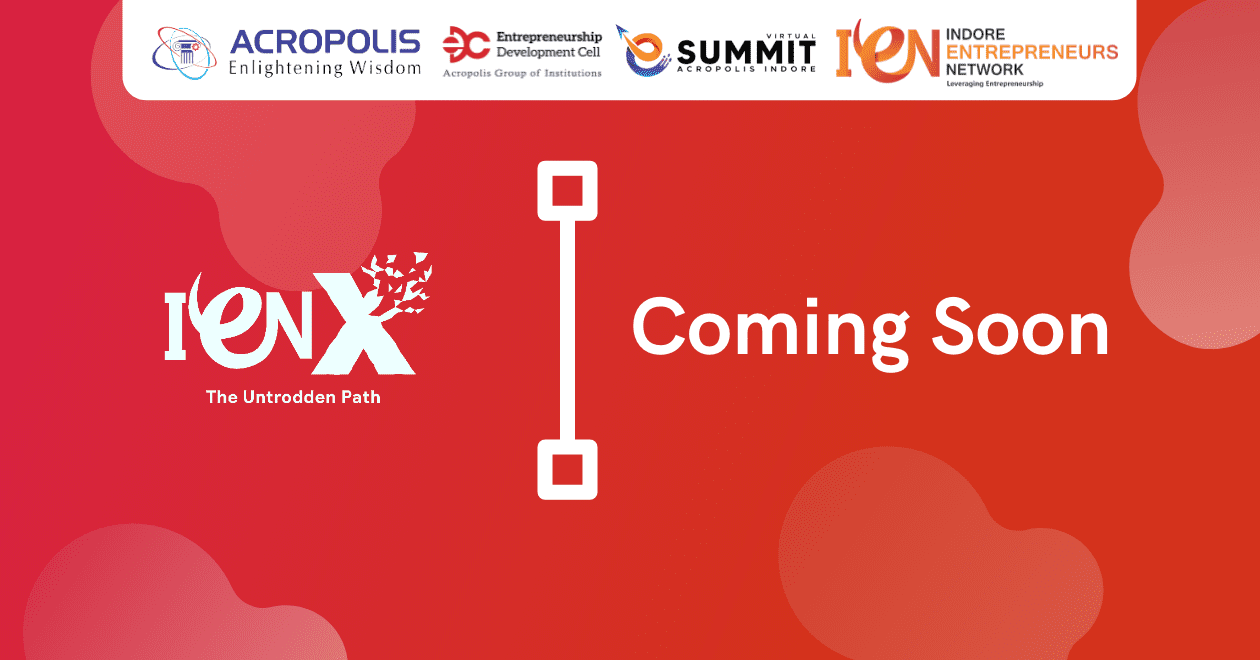 ACROPOLIS
Enlightening Wisdom
Entrepreneurship
Development Cell
Acropolis Group of Institutions
VIRTUAL
SUMMIT
ACROPOLIS INDORE
IEN
INDORE
ENTREPRENEURS
NETWORK
Leveraging Entrepreneurship
IENX
The Untrodden Path
Coming Soon